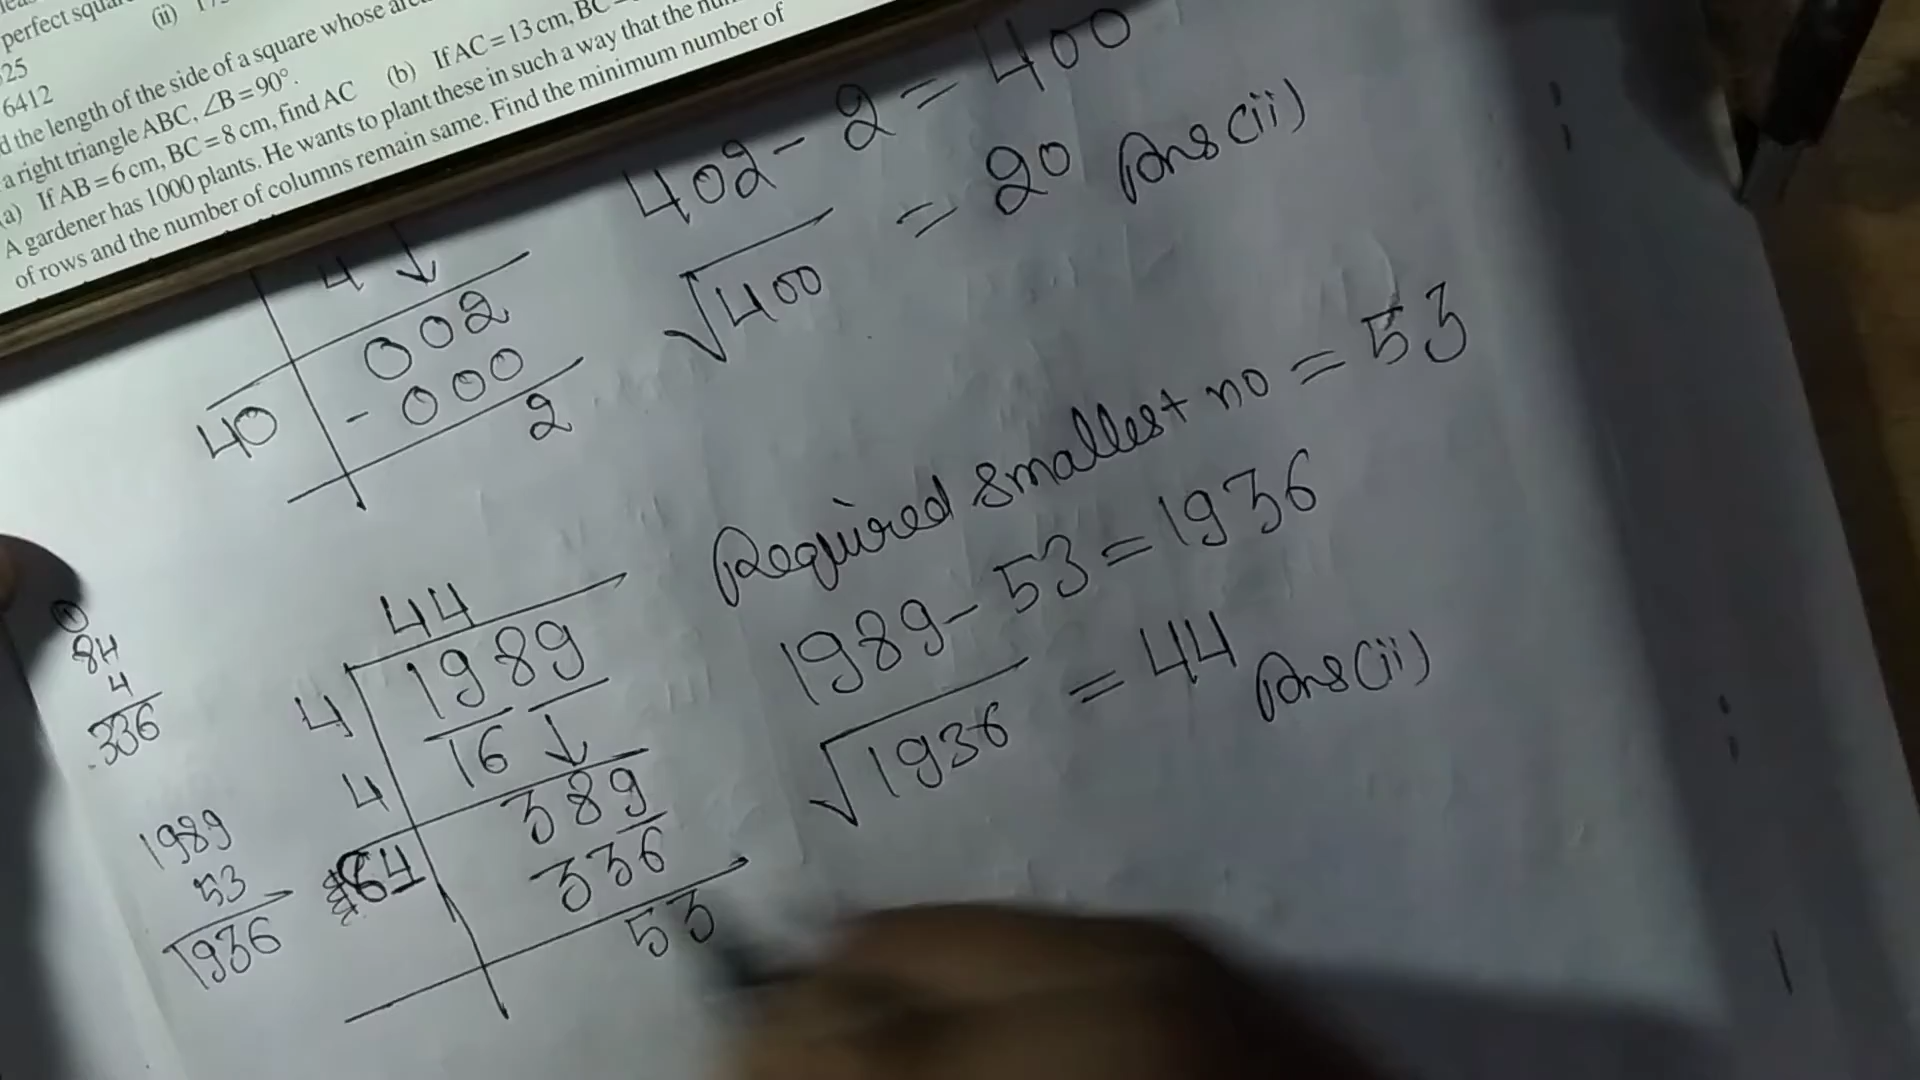 perfect squar
(ii)
25
6412
d the length of the side of a square whose are
a right triangle ABC, ∠B = 90°.
(a) If AB = 6 cm, BC = 8 cm, find AC (b) If AC = 13 cm, BC =
A gardener has 1000 plants. He wants to plant these in such a way that the num
of rows and the number of columns remain same. Find the minimum number of
402 - 2 = 400
√400 = 20 Ans (ii)
4 ↓
002
40 - 000
2
Required smallest no = 53
1989 - 53 = 1936
√1936 = 44 Ans (ii)
44
4 1989
16 ↓
4 389
84 336
53
84
4
336
1989
53
1936